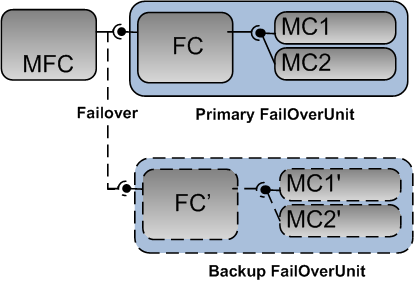 MFC
FC
MC1
MC2
Failover
Primary FailOverUnit
FC'
MC1'
MC2'
Backup FailOverUnit